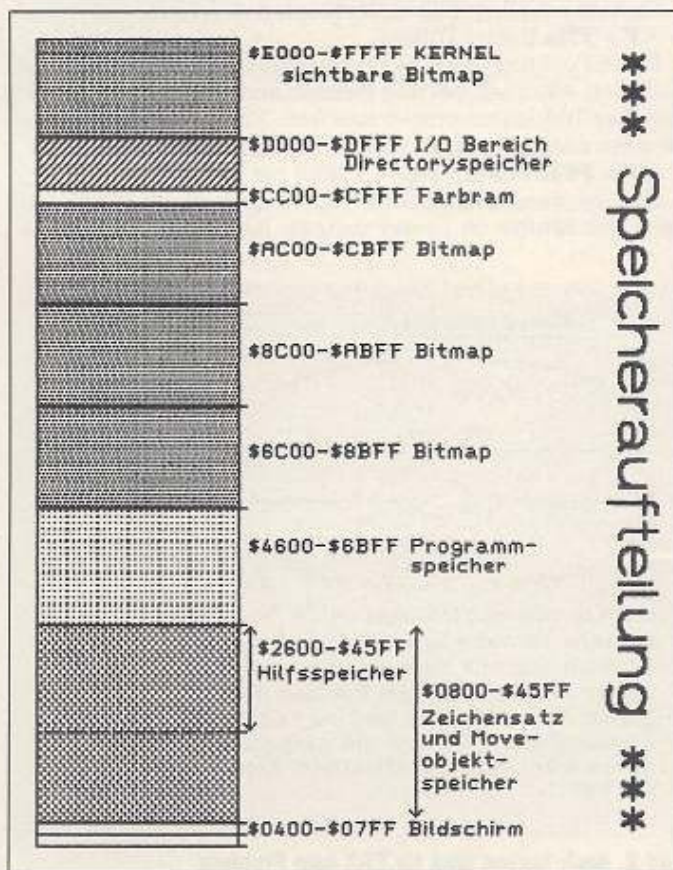 $E000-$FFFF KERNEL
sichtbare Bitmap
$D000-$DFFF I/O Bereich
Directoryspeicher
$CC00-$CFFF Farbram
$AC00-$CBFF Bitmap
$8C00-$ABFF Bitmap
$6C00-$8BFF Bitmap
$4600-$6BFF Programm-
speicher
$2600-$45FF
Hilfsspeicher
$0800-$45FF
Zeichensatz
und Move-
objekt-
speicher
$0400-$07FF Bildschirm
*** Speicheraufteilung ***